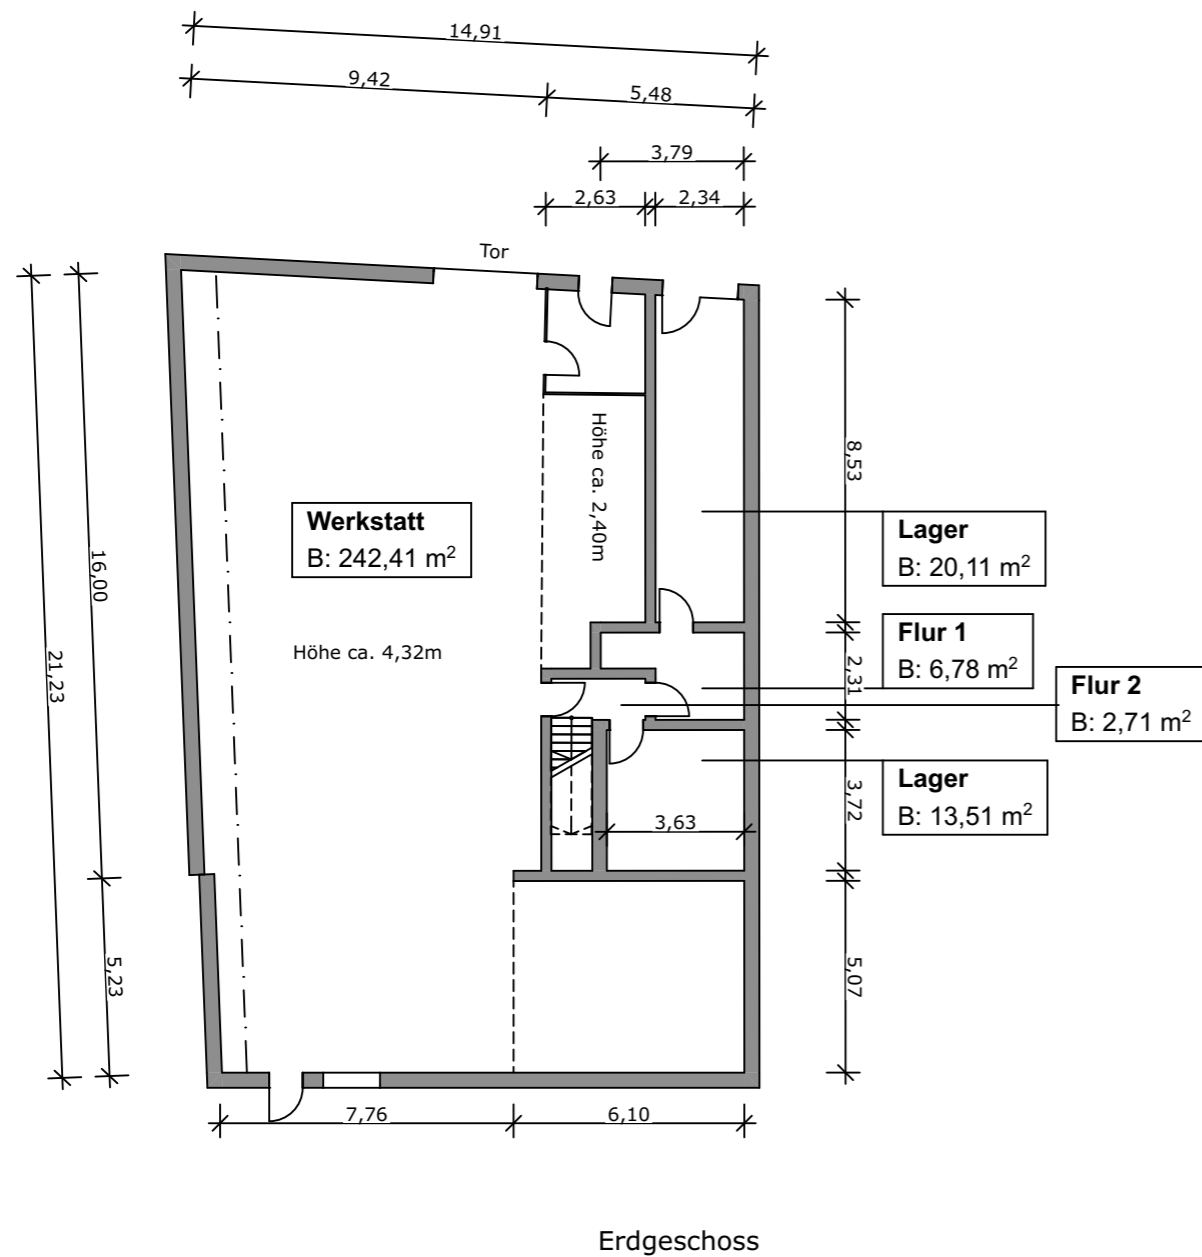 14,91
9,42
5,48
3,79
2,63
2,34
Tor
Höhe ca. 2,40m
8,53
Werkstatt
B: 242,41 m²
Lager
B: 20,11 m²
16,00
21,23
Höhe ca. 4,32m
Flur 1
B: 6,78 m²
2,31
Flur 2
B: 2,71 m²
Lager
B: 13,51 m²
3,72
3,63
5,23
5,07
7,76
6,10
Erdgeschoss